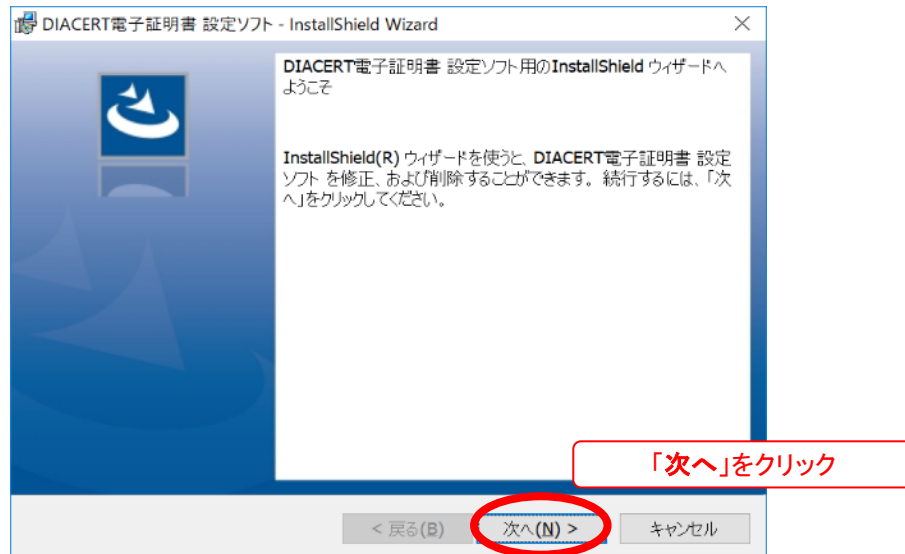 DIACERT電子証明書 設定ソフト - InstallShield Wizard
DIACERT電子証明書 設定ソフト用のInstallShield ウィザードへ
ようこそ
InstallShield(R) ウィザードを使うと、DIACERT電子証明書 設定
ソフト を修正、および削除することができます。続行するには、「次
へ」をクリックしてください。
「次へ」をクリック
< 戻る(B) 次へ(N) > キャンセル